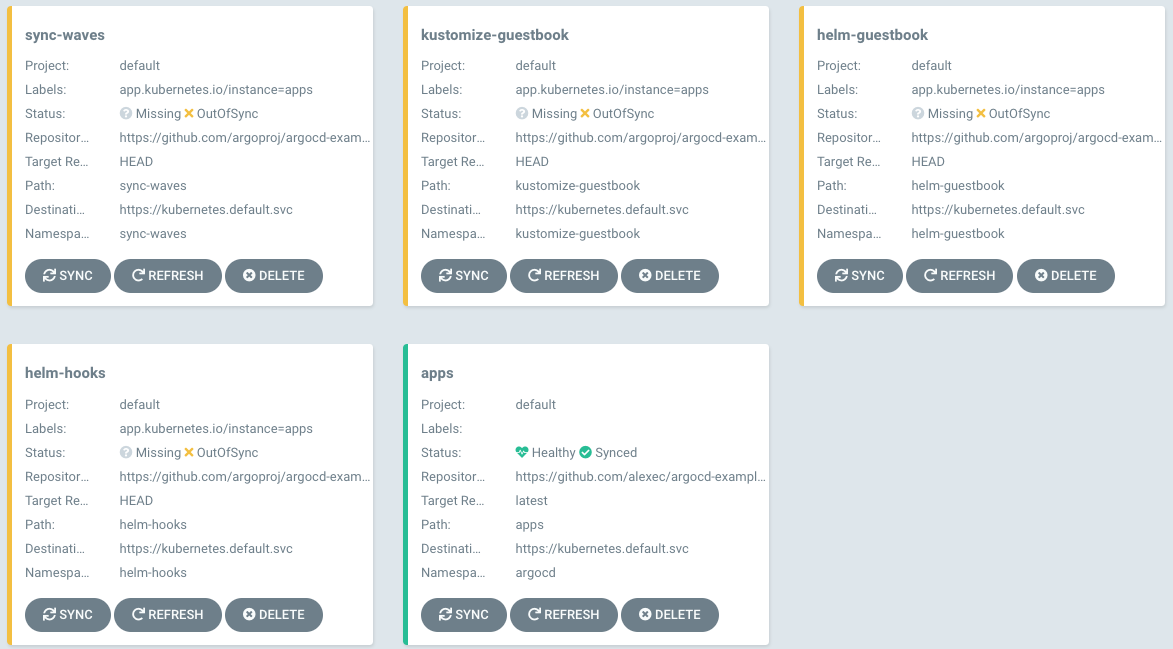 sync-waves
Project: default
Labels: app.kubernetes.io/instance=apps
Status: Missing OutOfSync
Repositor... https://github.com/argoproj/argocd-exam...
Target Re... HEAD
Path: sync-waves
Destinati... https://kubernetes.default.svc
Namespa... sync-waves
SYNC REFRESH DELETE
kustomize-guestbook
Project: default
Labels: app.kubernetes.io/instance=apps
Status: Missing OutOfSync
Repositor... https://github.com/argoproj/argocd-exam...
Target Re... HEAD
Path: kustomize-guestbook
Destinati... https://kubernetes.default.svc
Namespa... kustomize-guestbook
SYNC REFRESH DELETE
helm-guestbook
Project: default
Labels: app.kubernetes.io/instance=apps
Status: Missing OutOfSync
Repositor... https://github.com/argoproj/argocd-exam...
Target Re... HEAD
Path: helm-guestbook
Destinati... https://kubernetes.default.svc
Namespa... helm-guestbook
SYNC REFRESH DELETE
helm-hooks
Project: default
Labels: app.kubernetes.io/instance=apps
Status: Missing OutOfSync
Repositor... https://github.com/argoproj/argocd-exam...
Target Re... HEAD
Path: helm-hooks
Destinati... https://kubernetes.default.svc
Namespa... helm-hooks
SYNC REFRESH DELETE
apps
Project: default
Labels:
Status: Healthy Synced
Repositor... https://github.com/alexec/argocd-exampl...
Target Re... latest
Path: apps
Destinati... https://kubernetes.default.svc
Namespa... argocd
SYNC REFRESH DELETE